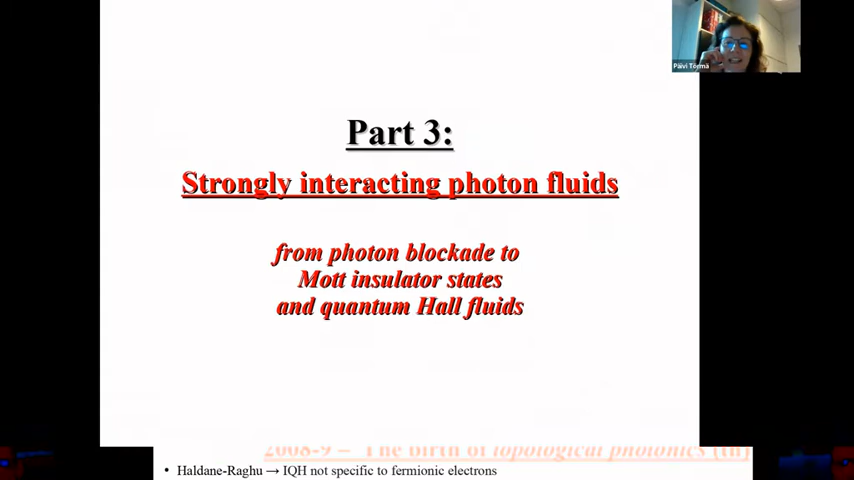 Päivi Törmä
Part 3:
Strongly interacting photon fluids
from photon blockade to
Mott insulator states
and quantum Hall fluids
2008-9 – The birth of topological photonics (th)
• Haldane-Raghu → IQH not specific to fermionic electrons